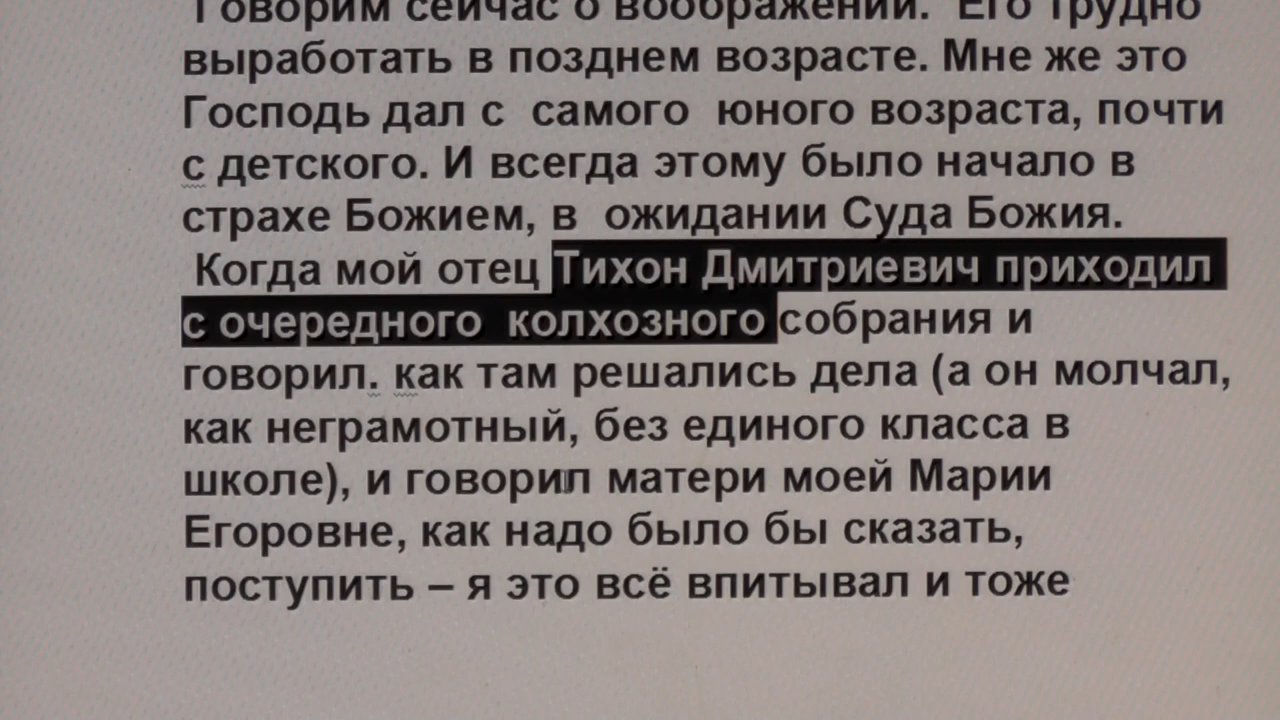 Говорим сейчас о воображении.  Его трудно
выработать в позднем возрасте. Мне же это
Господь дал с  самого  юного возраста, почти
с детского. И всегда этому было начало в
страхе Божием, в  ожидании Суда Божия.
Когда мой отец Тихон Дмитриевич приходил
с очередного  колхозного собрания и
говорил. как там решались дела (а он молчал,
как неграмотный, без единого класса в
школе), и говорил матери моей Марии
Егоровне, как надо было бы сказать,
поступить – я это всё впитывал и тоже